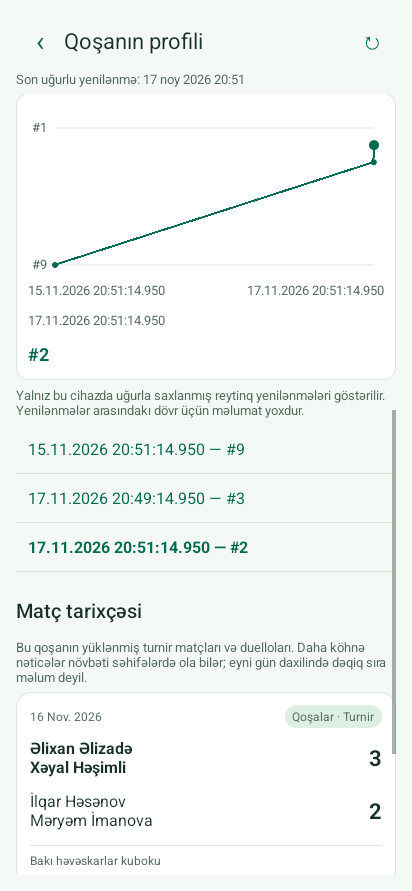 Qoşanın profili
Son uğurlu yenilənmə: 17 noy 2026 20:51
#1
#9
15.11.2026 20:51:14.950 17.11.2026 20:51:14.950
17.11.2026 20:51:14.950
#2
Yalnız bu cihazda uğurla saxlanmış reytinq yenilənmələri göstərilir.
Yenilənmələr arasındakı dövr üçün məlumat yoxdur.
15.11.2026 20:51:14.950 — #9
17.11.2026 20:49:14.950 — #3
17.11.2026 20:51:14.950 — #2
Matç tarixçəsi
Bu qoşanın yüklənmiş turnir matçları və duelloları. Daha köhnə
nəticələr növbəti səhifələrdə ola bilər; eyni gün daxilində dəqiq sıra
məlum deyil.
16 Nov. 2026 Qoşalar · Turnir
Əlixan Əlizadə
Xəyal Həşimli 3
İlqar Həsənov
Məryəm İmanova 2
Bakı həvəskarlar kuboku